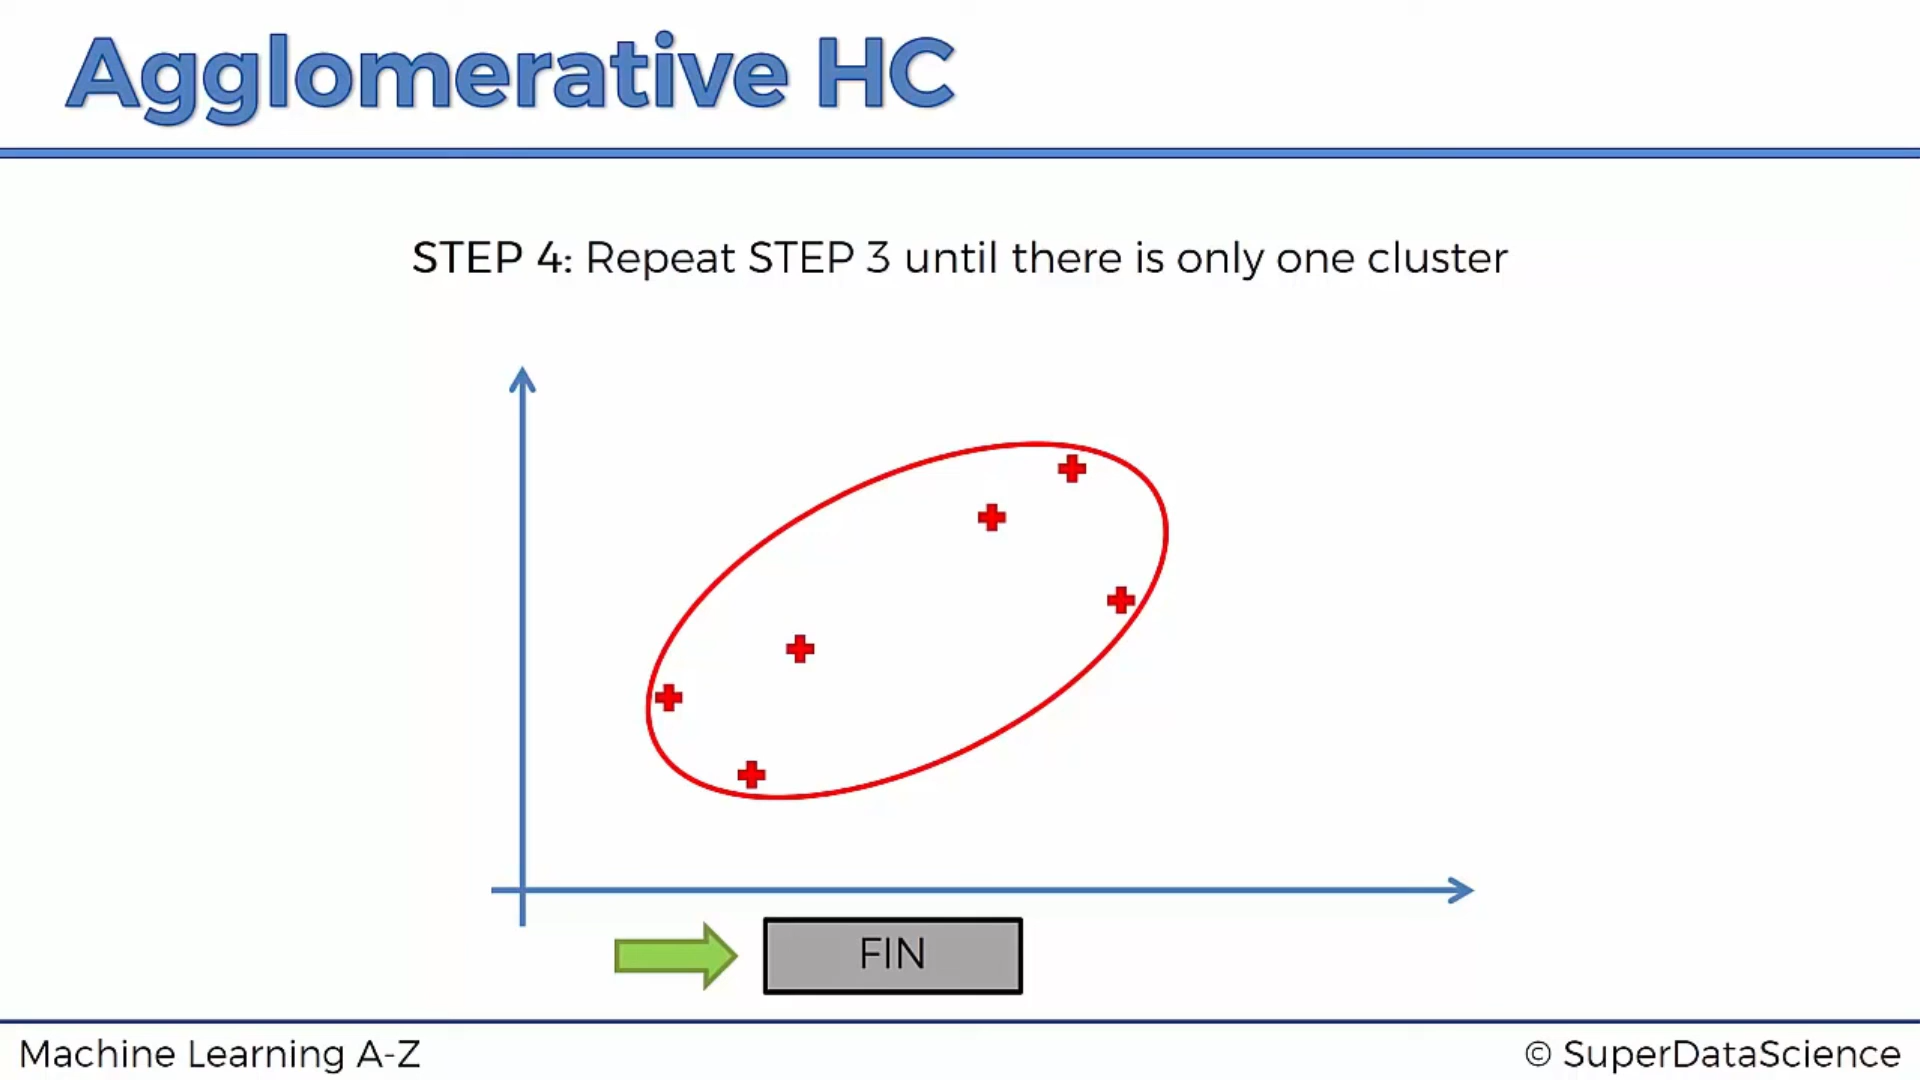 Agglomerative HC
STEP 4: Repeat STEP 3 until there is only one cluster
FIN
Machine Learning A-Z
© SuperDataScience